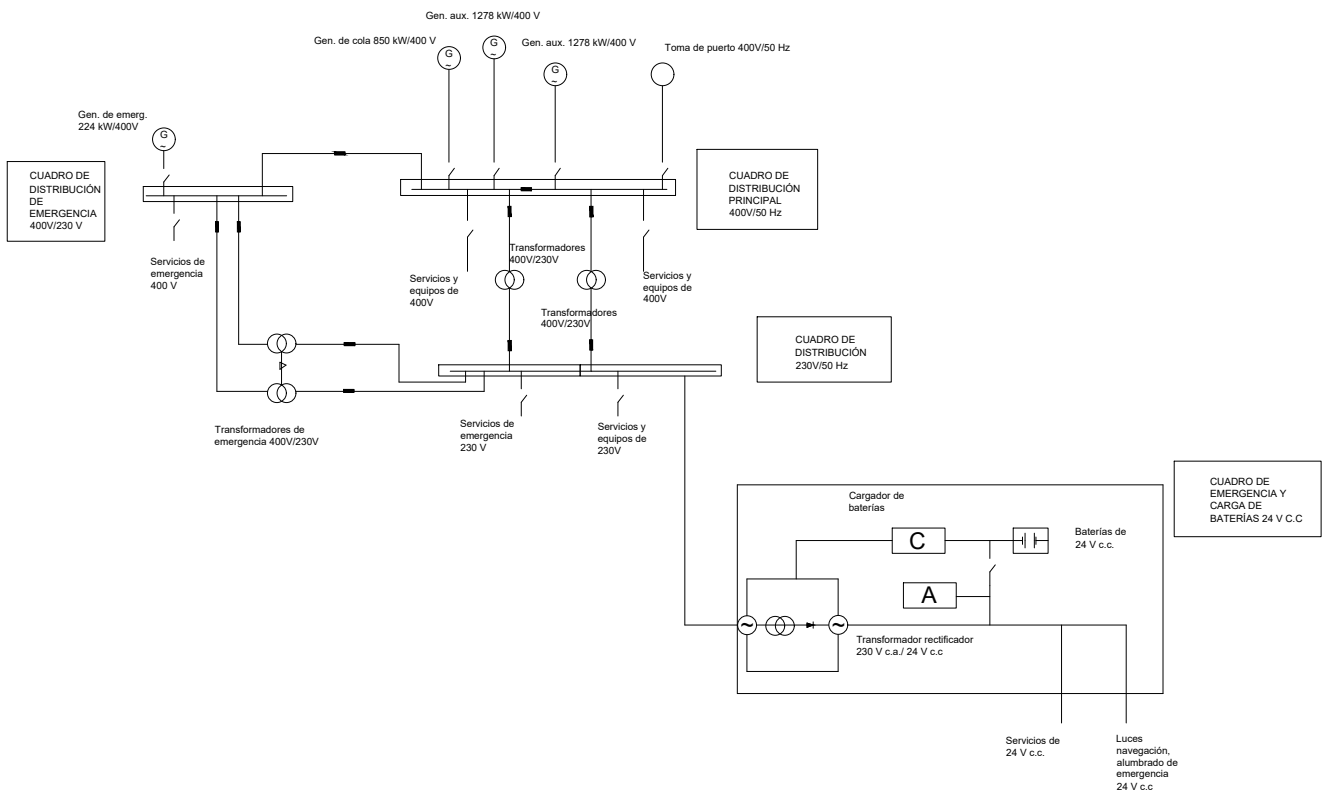 Gen. aux. 1278 kW/400 V
Gen. de cola 850 kW/400 V
G
~
G
~
Gen. aux. 1278 kW/400 V
G
~
Toma de puerto 400V/50 Hz
Gen. de emerg.
224 kW/400V
G
~
CUADRO DE
DISTRIBUCIÓN
DE
EMERGENCIA
400V/230 V
CUADRO DE
DISTRIBUCIÓN
PRINCIPAL
400V/50 Hz
Servicios de
emergencia
400 V
Servicios y
equipos de
400V
Transformadores
400V/230V
Servicios y
equipos de
400V
Transformadores
400V/230V
CUADRO DE
DISTRIBUCIÓN
230V/50 Hz
Transformadores de
emergencia 400V/230V
Servicios de
emergencia
230 V
Servicios y
equipos de
230V
CUADRO DE
EMERGENCIA Y
CARGA DE
BATERÍAS 24 V C.C
Cargador de
baterías
C
Baterías de
24 V c.c.
A
~
~
Transformador rectificador
230 V c.a./ 24 V c.c
Servicios de
24 V c.c.
Luces
navegación,
alumbrado de
emergencia
24 V c.c